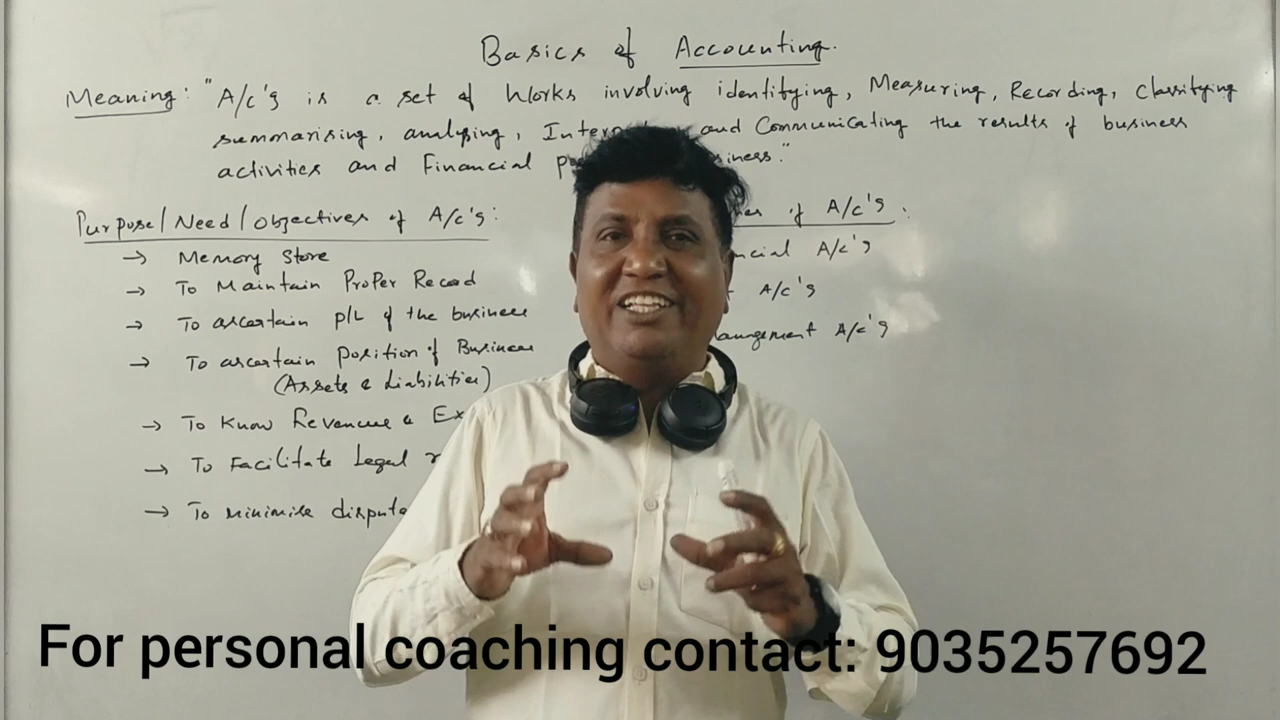 Basics of Accounting.
Meaning: "A/c'g is a set of Works involving identifying, Measuring, Recording, classifying
summarising, analysing, and Communicating the results of business
activities and Financial
Purpose/Need/Objectives of A/c'g:
→ Memory Store
→ To Maintain Proper Record
→ To ascertain P/L of the business
→ To ascertain Position of Business
(Assets & Liabilities)
→ To Know Revenue &
→ To Facilitate Legal
→ To minimise
of A/c'g:
A/c'g
A/c'g
A/c'g
For personal coaching contact: 9035257692